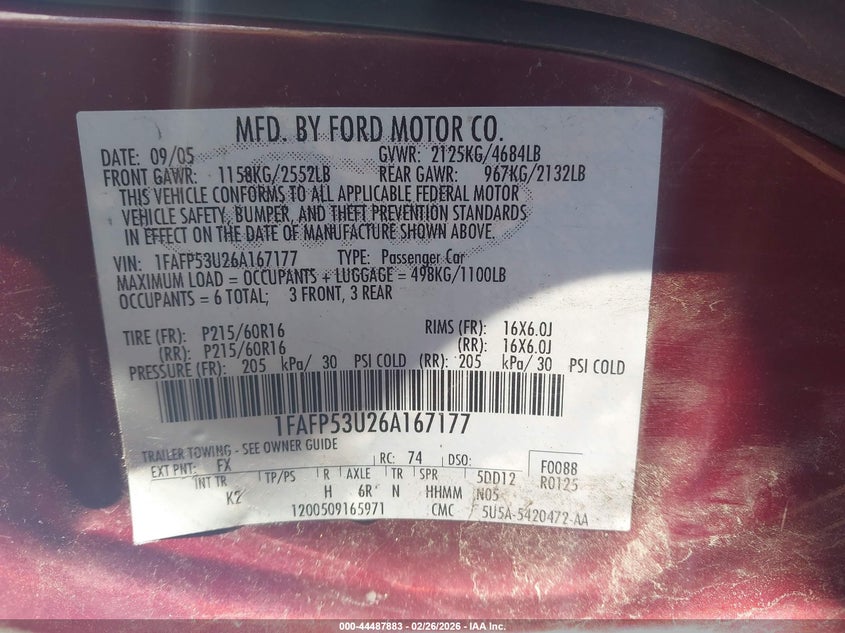 MFD. BY FORD MOTOR CO.
DATE: 09/05 GVWR: 2125KG/4684LB
FRONT GAWR: 1158KG/2552LB REAR GAWR: 967KG/2132LB
THIS VEHICLE CONFORMS TO ALL APPLICABLE FEDERAL MOTOR
VEHICLE SAFETY, BUMPER, AND THEFT PREVENTION STANDARDS
IN EFFECT ON THE DATE OF MANUFACTURE SHOWN ABOVE.
VIN: 1FAFP53U26A167177 TYPE: Passenger Car
MAXIMUM LOAD = OCCUPANTS + LUGGAGE = 498KG/1100LB
OCCUPANTS = 6 TOTAL; 3 FRONT, 3 REAR
TIRE (FR): P215/60R16 RIMS (FR): 16X6.0J
(RR): P215/60R16 (RR): 16X6.0J
PRESSURE (FR): 205 kPa/ 30 PSI COLD (RR): 205 kPa/ 30 PSI COLD
1FAFP53U26A167177
TRAILER TOWING - SEE OWNER GUIDE
EXT PNT: FX RC: 74 DSO: F0088
INT TR TP/PS R AXLE TR SPR 5DD12 R0125
K2 H 6R N HHMM N05
1200509165971 CMC 5U5A-5420472-AA
000-44487883 - 02/26/2026 - IAA Inc.